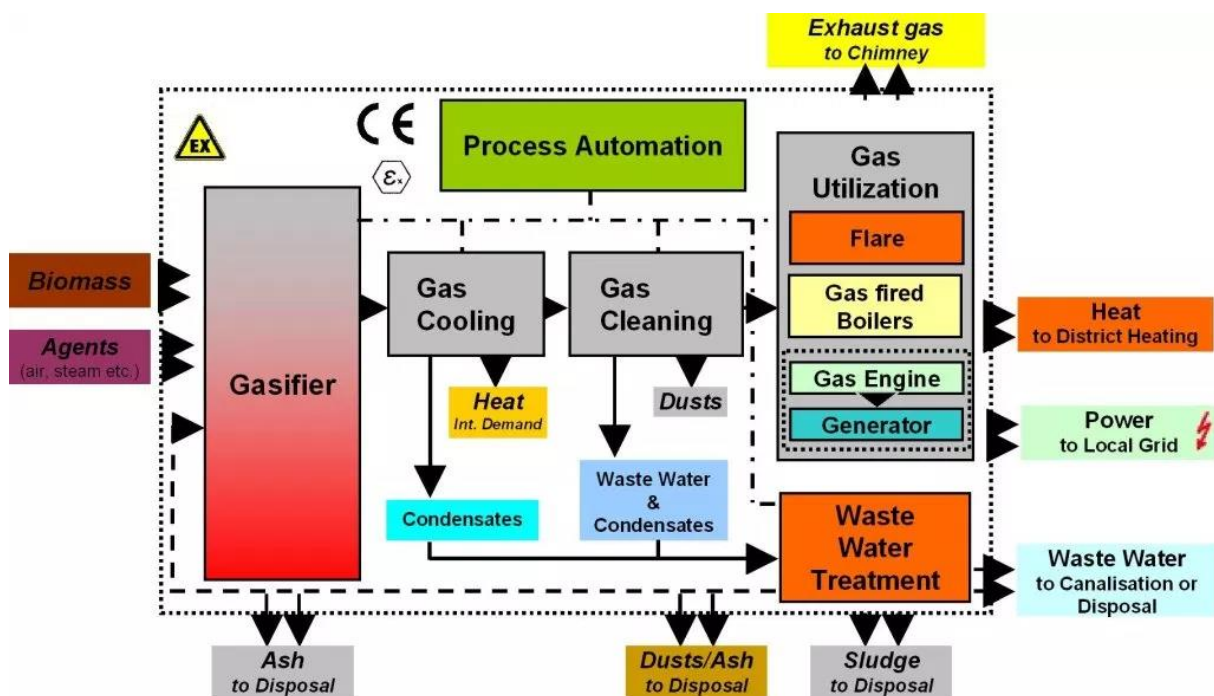 Exhaust gas
to Chimney
EX
CE
εx
Process Automation
Gas
Utilization
Flare
Gas fired
Boilers
Gas Engine
Generator
Biomass
Agents
(air, steam etc.)
Gasifier
Gas
Cooling
Gas
Cleaning
Heat
Int. Demand
Dusts
Condensates
Waste Water
&
Condensates
Waste
Water
Treatment
Heat
to District Heating
Power
to Local Grid
Waste Water
to Canalisation or
Disposal
Ash
to Disposal
Dusts/Ash
to Disposal
Sludge
to Disposal